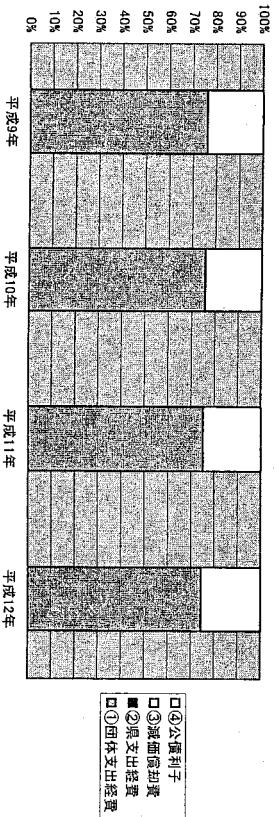 100%
90%
80%
70%
60%
50%
40%
30%
20%
10%
0%
平成9年
平成10年
平成11年
平成12年
□④公債利子
□③減価償却費
■②県支出経費
□①団体支出経費